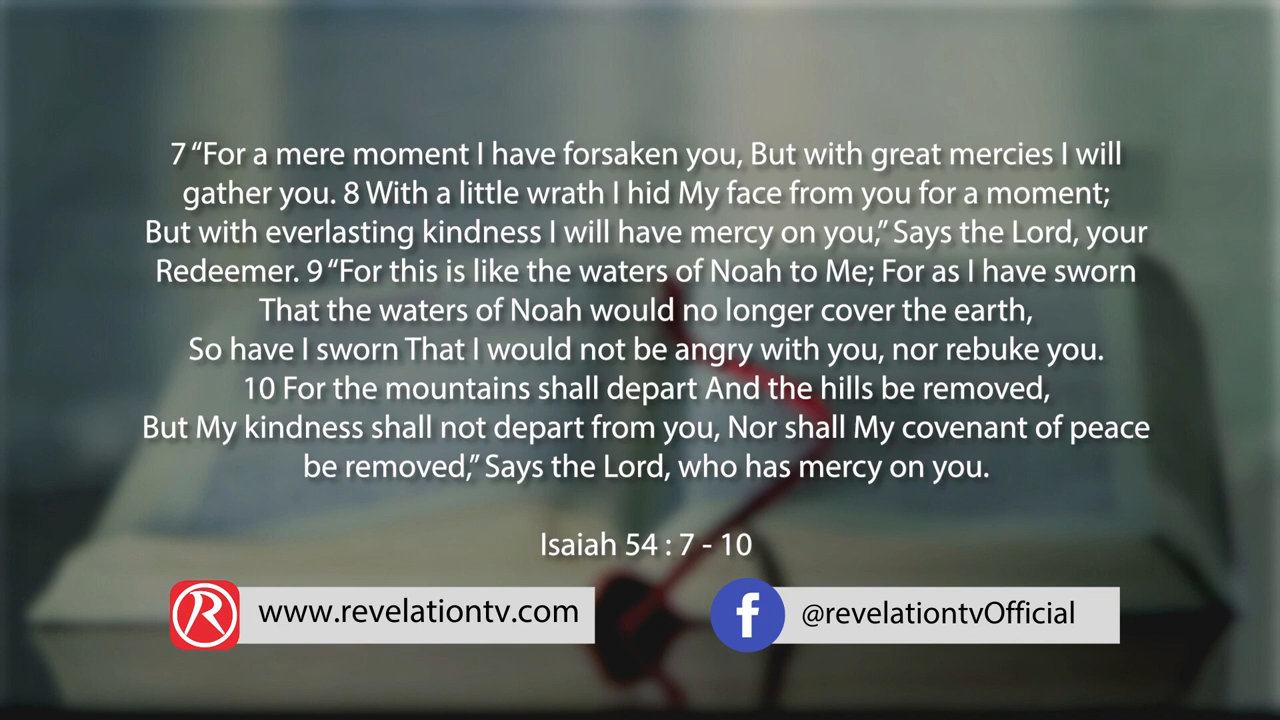 7 “For a mere moment I have forsaken you, But with great mercies I will
gather you. 8 With a little wrath I hid My face from you for a moment;
But with everlasting kindness I will have mercy on you,” Says the Lord, your
Redeemer. 9 “For this is like the waters of Noah to Me; For as I have sworn
That the waters of Noah would no longer cover the earth,
So have I sworn That I would not be angry with you, nor rebuke you.
10 For the mountains shall depart And the hills be removed,
But My kindness shall not depart from you, Nor shall My covenant of peace
be removed,” Says the Lord, who has mercy on you.
Isaiah 54 : 7 - 10
R www.revelationtv.com
f @revelationtvOfficial